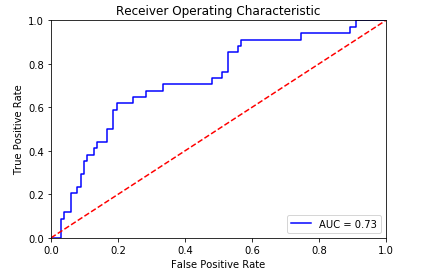 Receiver Operating Characteristic
1.0
0.8
0.6
0.4
0.2
0.0
True Positive Rate
AUC = 0.73
0.0 0.2 0.4 0.6 0.8 1.0
False Positive Rate